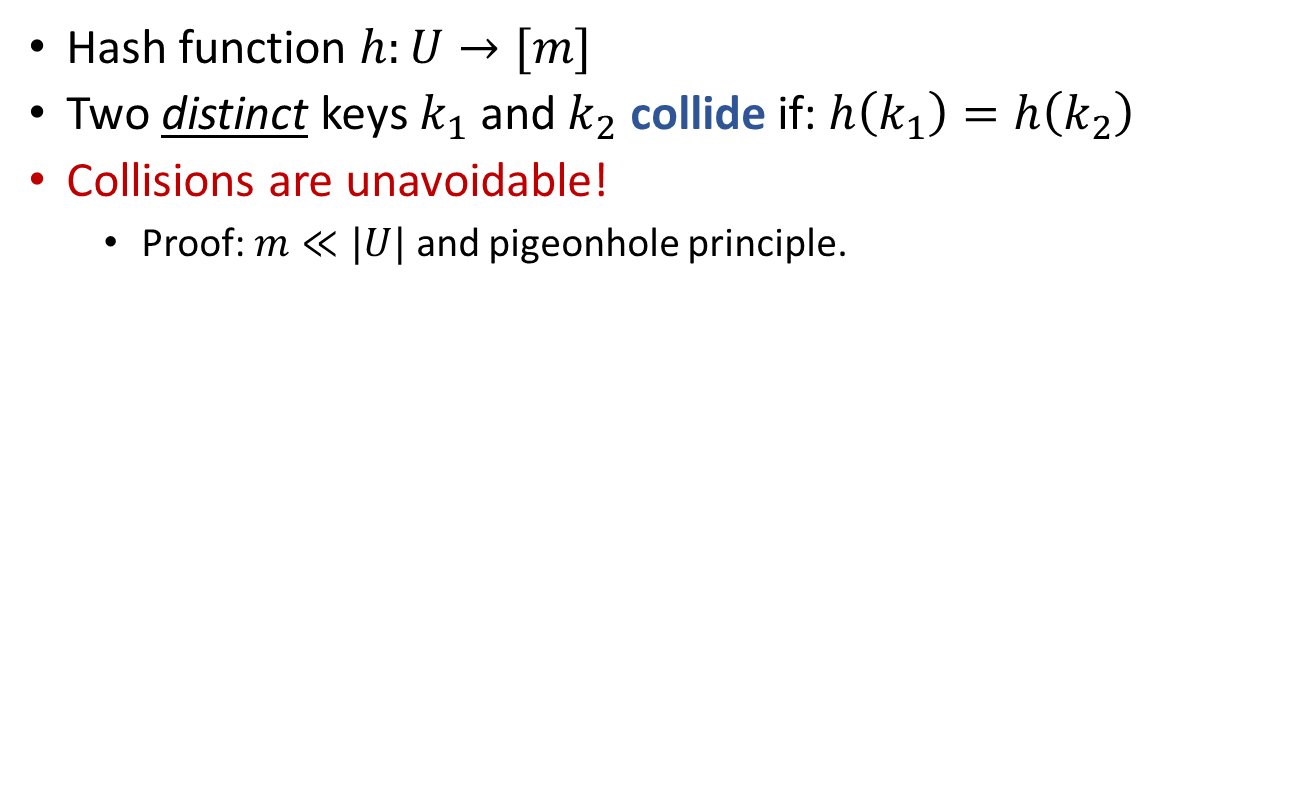 • Hash function ℎ: 𝑈 → [𝑚]
• Two distinct keys 𝑘₁ and 𝑘₂ collide if: ℎ(𝑘₁) = ℎ(𝑘₂)
• Collisions are unavoidable!
• Proof: 𝑚 ≪ |𝑈| and pigeonhole principle.